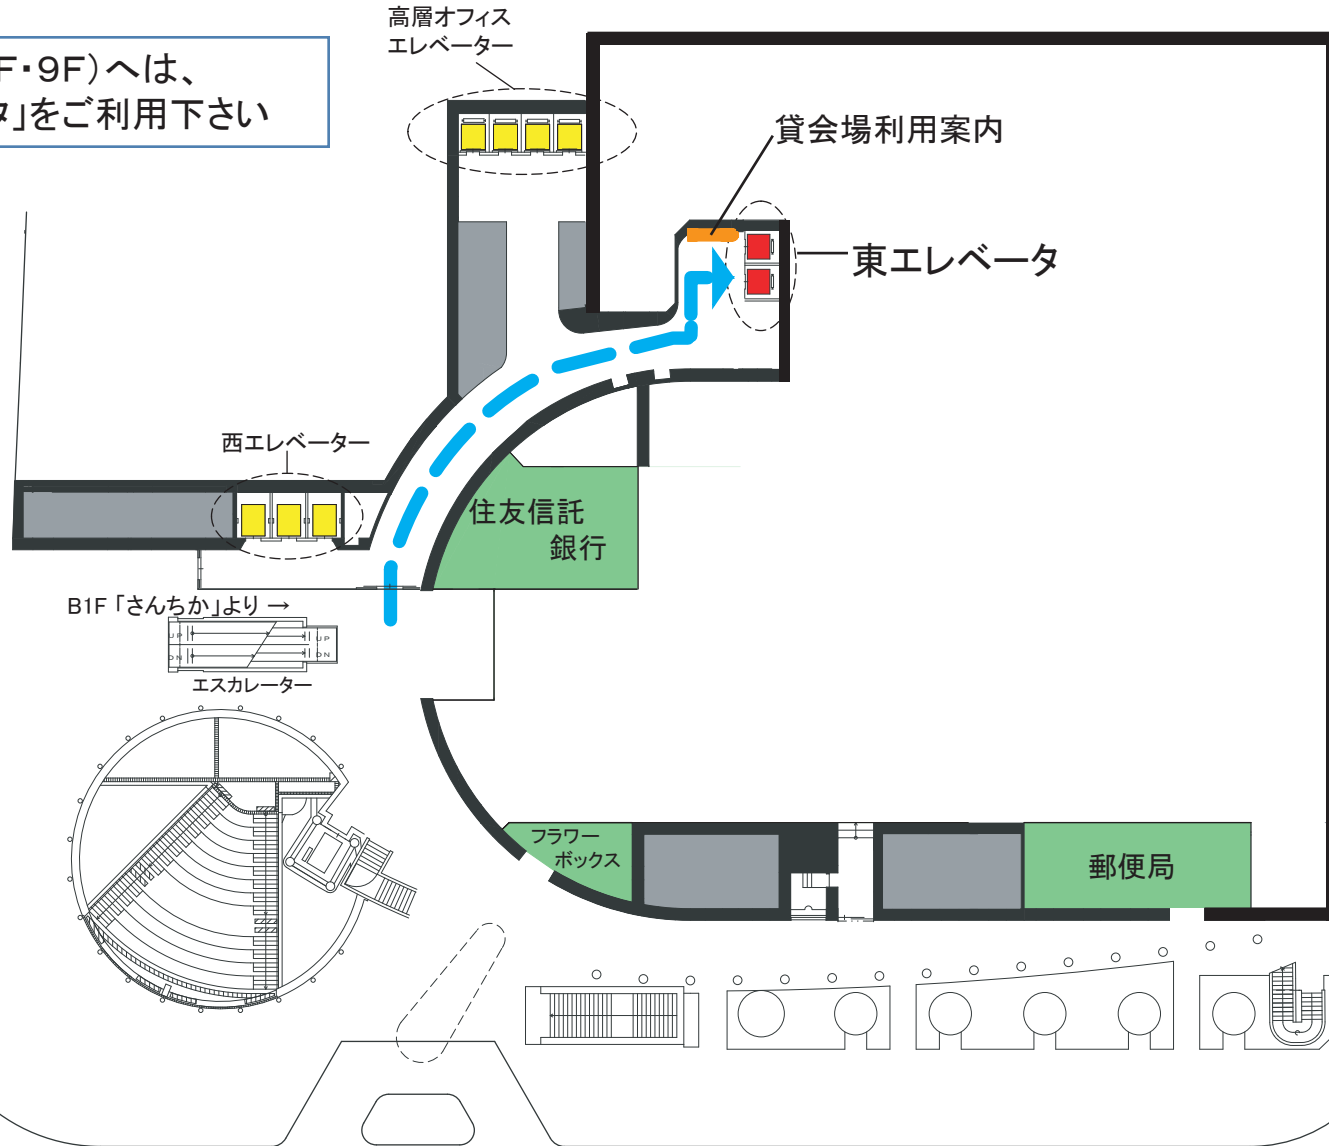 高層オフィス
エレベーター
F・9F）へは、
タ」をご利用下さい
貸会場利用案内
東エレベータ
西エレベーター
住友信託
銀行
B1F「さんちか」より →
UP
UP
DN
DN
エスカレーター
フラワー
ボックス
郵便局